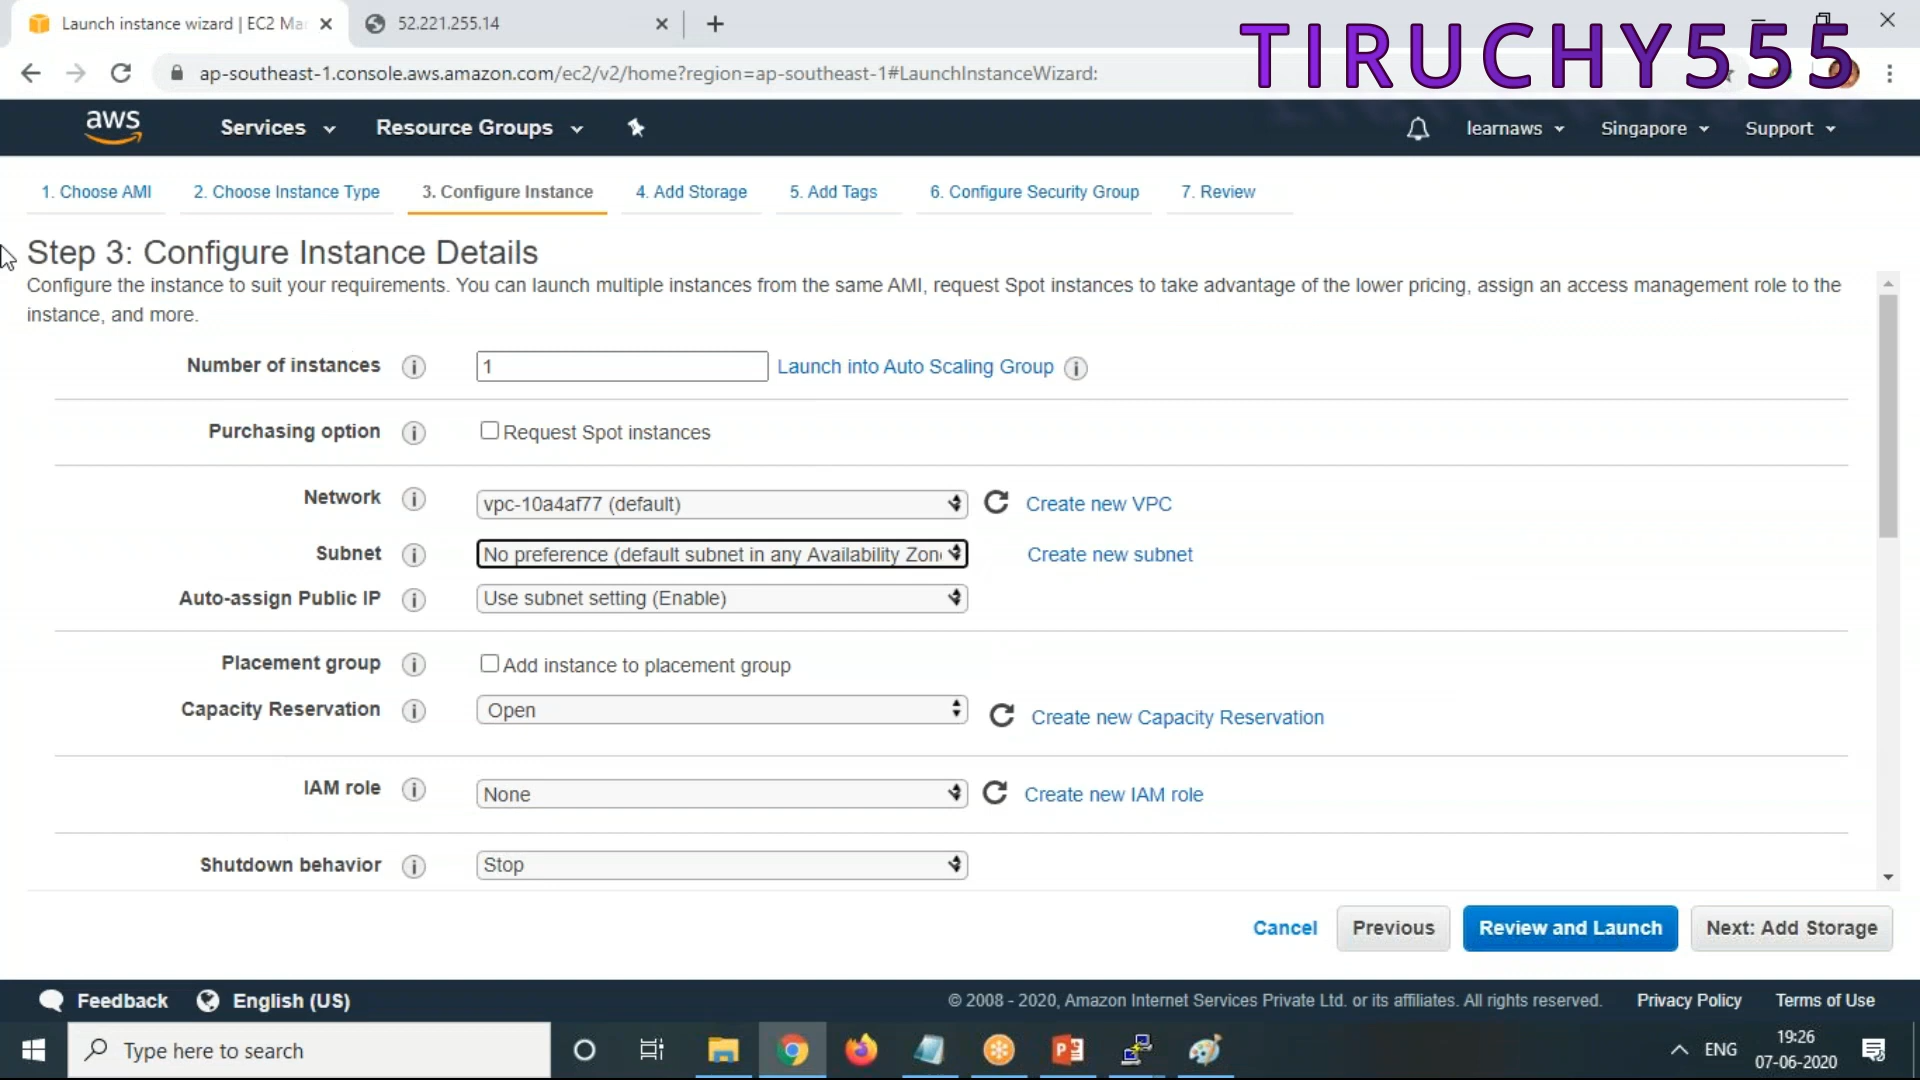 Launch instance wizard | EC2 Ma
52.221.255.14
TIRUCHY555
ap-southeast-1.console.aws.amazon.com/ec2/v2/home?region=ap-southeast-1#LaunchInstanceWizard:
aws
Services
Resource Groups
learnaws
Singapore
Support
1. Choose AMI
2. Choose Instance Type
3. Configure Instance
4. Add Storage
5. Add Tags
6. Configure Security Group
7. Review
Step 3: Configure Instance Details
Configure the instance to suit your requirements. You can launch multiple instances from the same AMI, request Spot instances to take advantage of the lower pricing, assign an access management role to the
instance, and more.
Number of instances
1
Launch into Auto Scaling Group
Purchasing option
Request Spot instances
Network
vpc-10a4af77 (default)
Create new VPC
Subnet
No preference (default subnet in any Availability Zon
Create new subnet
Auto-assign Public IP
Use subnet setting (Enable)
Placement group
Add instance to placement group
Capacity Reservation
Open
Create new Capacity Reservation
IAM role
None
Create new IAM role
Shutdown behavior
Stop
Cancel
Previous
Review and Launch
Next: Add Storage
Feedback
English (US)
© 2008 - 2020, Amazon Internet Services Private Ltd. or its affiliates. All rights reserved.
Privacy Policy
Terms of Use
Type here to search
ENG
19:26
07-06-2020